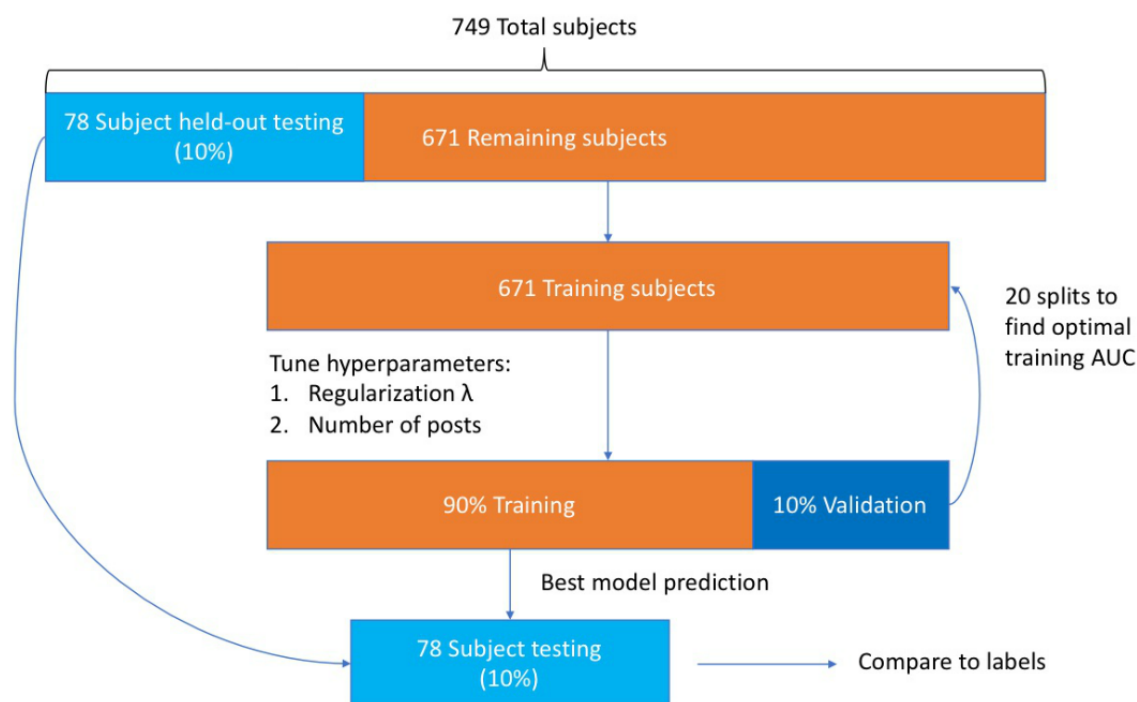 749 Total subjects
78 Subject held-out testing
(10%)
671 Remaining subjects
671 Training subjects
20 splits to
find optimal
training AUC
Tune hyperparameters:
1. Regularization λ
2. Number of posts
90% Training
10% Validation
Best model prediction
78 Subject testing
(10%)
Compare to labels